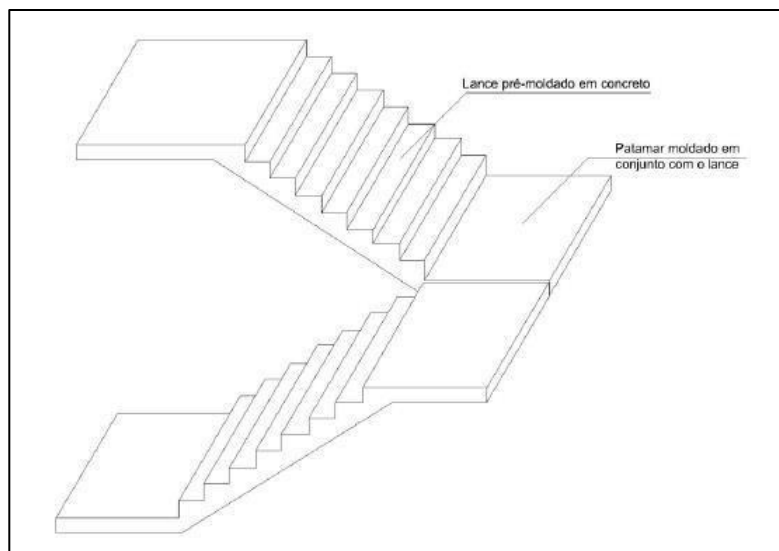 Lance pré-moldado em concreto
Patamar moldado em
conjunto com o lance